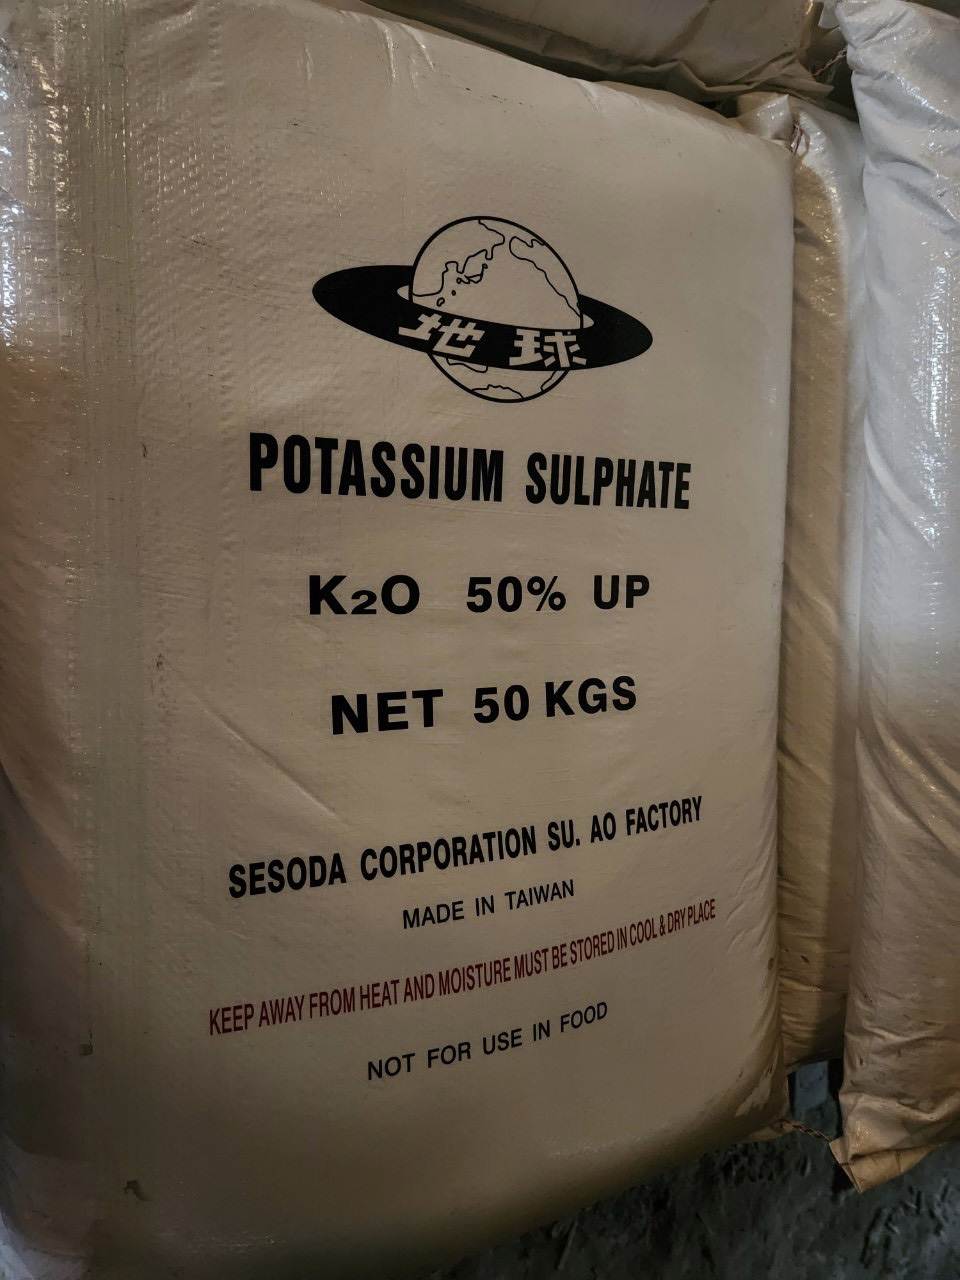 地球
POTASSIUM SULPHATE
K₂O 50% UP
NET 50 KGS
SESODA CORPORATION SU. AO FACTORY
MADE IN TAIWAN
KEEP AWAY FROM HEAT AND MOISTURE MUST BE STORED IN COOL & DRY PLACE
NOT FOR USE IN FOOD